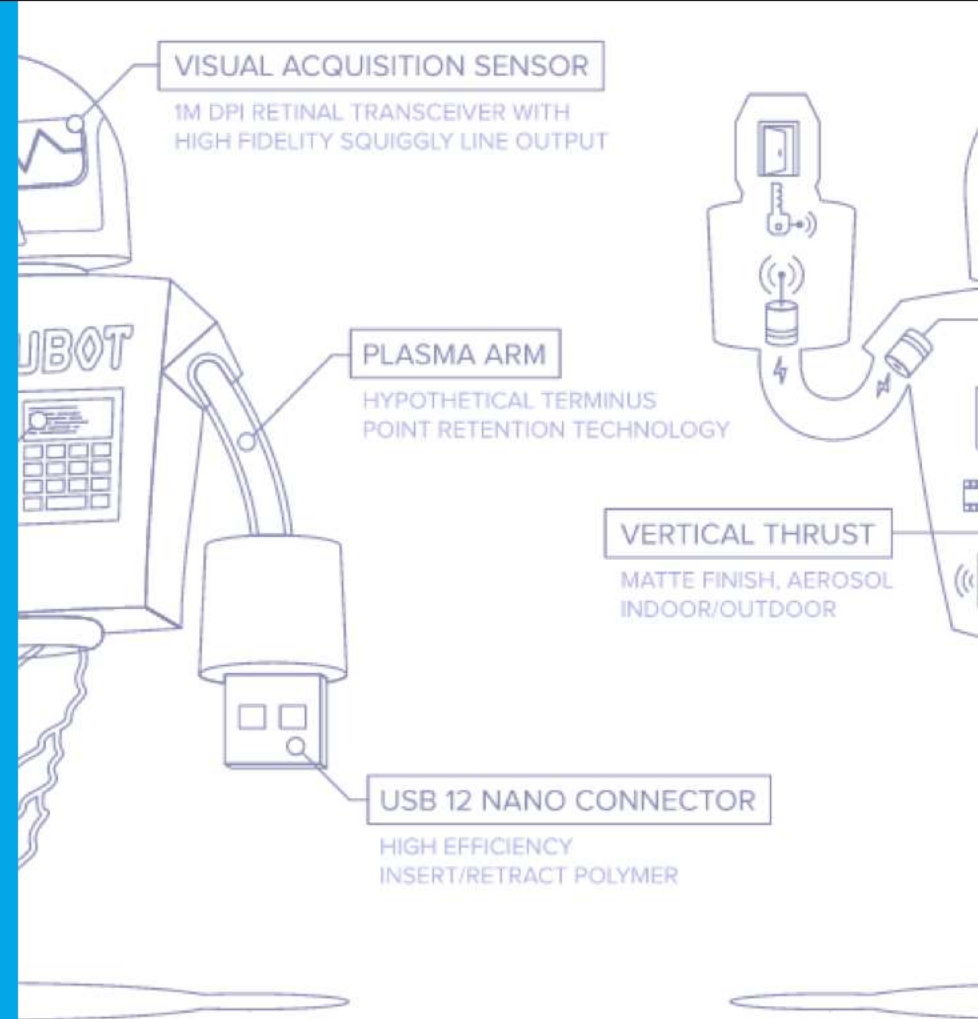 VISUAL ACQUISITION SENSOR
1M DPI RETINAL TRANSCEIVER WITH
HIGH FIDELITY SQUIGGLY LINE OUTPUT
UBOT
PLASMA ARM
HYPOTHETICAL TERMINUS
POINT RETENTION TECHNOLOGY
VERTICAL THRUST
MATTE FINISH, AEROSOL
INDOOR/OUTDOOR
USB 12 NANO CONNECTOR
HIGH EFFICIENCY
INSERT/RETRACT POLYMER